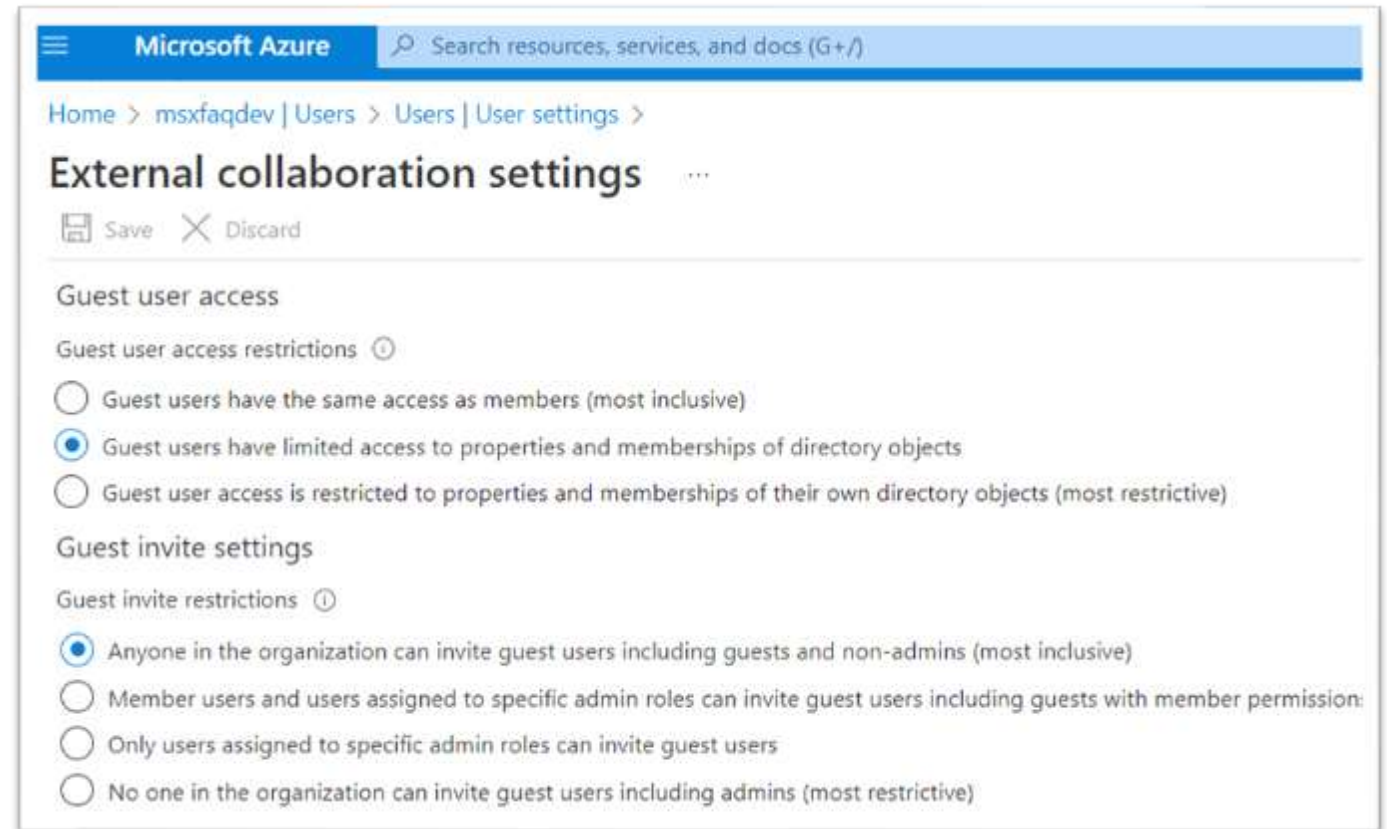 Microsoft Azure
Search resources, services, and docs (G+/)
Home > msxfaqdev | Users > Users | User settings >
External collaboration settings ...
Save Discard
Guest user access
Guest user access restrictions
Guest users have the same access as members (most inclusive)
Guest users have limited access to properties and memberships of directory objects
Guest user access is restricted to properties and memberships of their own directory objects (most restrictive)
Guest invite settings
Guest invite restrictions
Anyone in the organization can invite guest users including guests and non-admins (most inclusive)
Member users and users assigned to specific admin roles can invite guest users including guests with member permission
Only users assigned to specific admin roles can invite guest users
No one in the organization can invite guest users including admins (most restrictive)